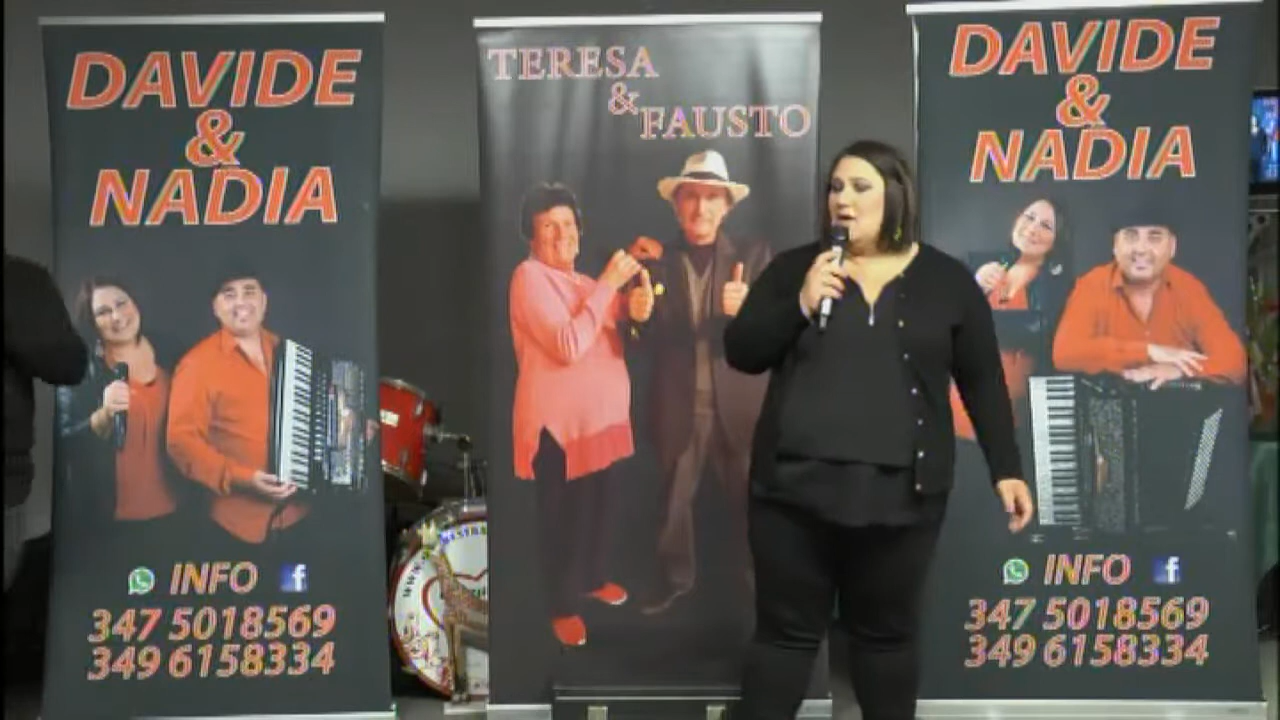 DAVIDE
&
NADIA
INFO
347 5018569
349 6158334
TERESA
&
FAUSTO
DAVIDE
&
NADIA
INFO
347 5018569
349 6158334